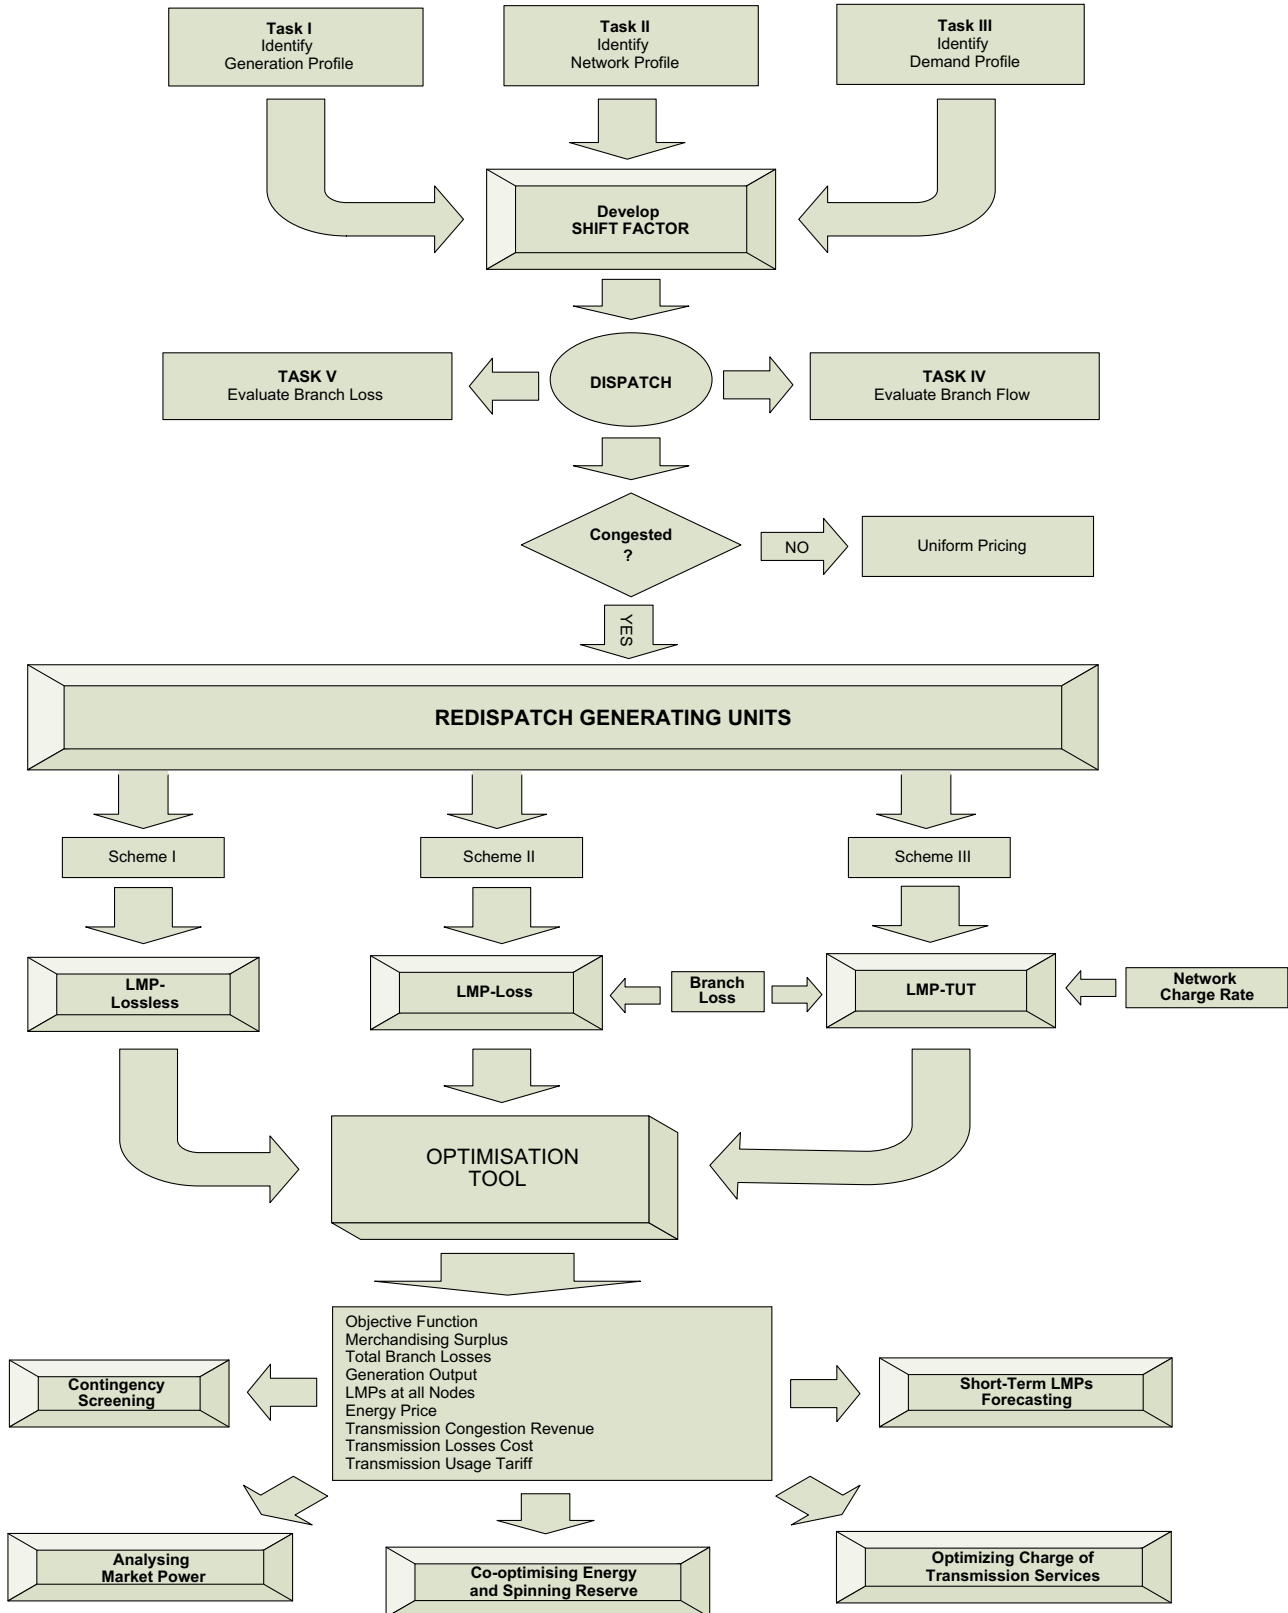 Task I
Identify
Generation Profile
Task II
Identify
Network Profile
Task III
Identify
Demand Profile
Develop
SHIFT FACTOR
TASK V
Evaluate Branch Loss
DISPATCH
TASK IV
Evaluate Branch Flow
Congested
?
NO
Uniform Pricing
YES
REDISPATCH GENERATING UNITS
Scheme I
Scheme II
Scheme III
LMP-
Lossless
LMP-Loss
Branch
Loss
LMP-TUT
Network
Charge Rate
OPTIMISATION
TOOL
Objective Function
Merchandising Surplus
Total Branch Losses
Generation Output
LMPs at all Nodes
Energy Price
Transmission Congestion Revenue
Transmission Losses Cost
Transmission Usage Tariff
Contingency
Screening
Short-Term LMPs
Forecasting
Analysing
Market Power
Co-optimising Energy
and Spinning Reserve
Optimizing Charge of
Transmission Services